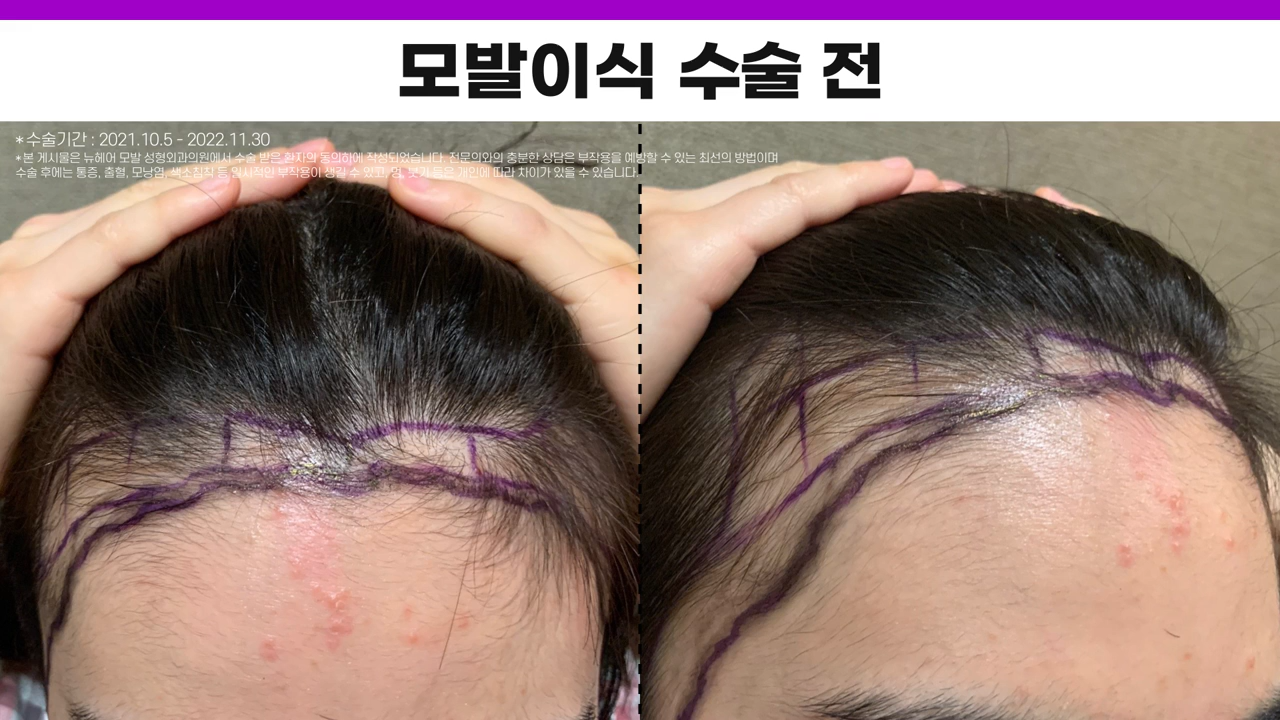 모발이식 수술 전
*수술기간 : 2021.10.5 - 2022.11.30
*본 게시물은 뉴헤어 모발 성형외과의원에서 수술 받은 환자의 동의하에 작성되었습니다. 전문의와의 충분한 상담은 부작용을 예방할 수 있는 최선의 방법이며
수술 후에는 통증, 출혈, 모낭염, 색소침착 등 일시적인 부작용이 생길 수 있고, 멍, 붓기 등은 개인에 따라 차이가 있을 수 있습니다.